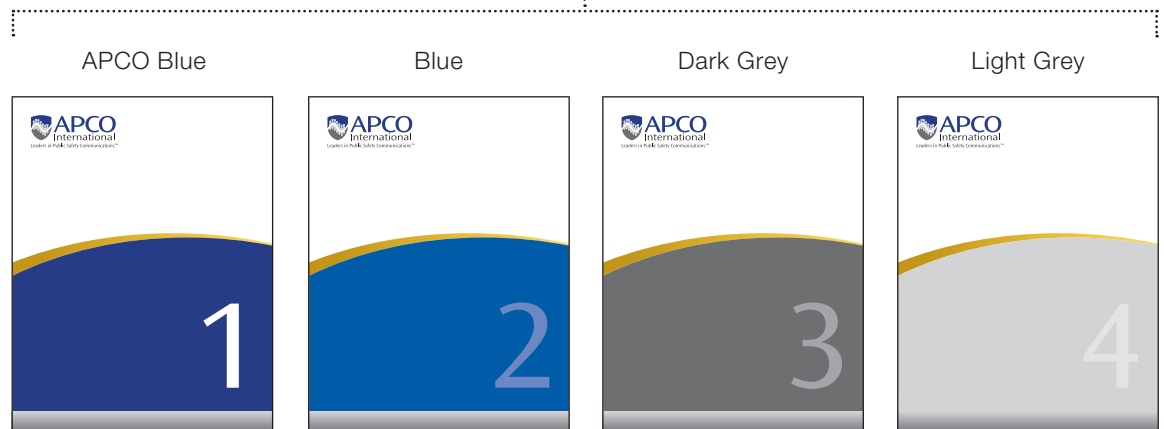 APCO Blue
Blue
Dark Grey
Light Grey
APCO
International
Leaders in Public Safety Communications™
APCO
International
Leaders in Public Safety Communications™
APCO
International
Leaders in Public Safety Communications™
APCO
International
Leaders in Public Safety Communications™
1
2
3
4